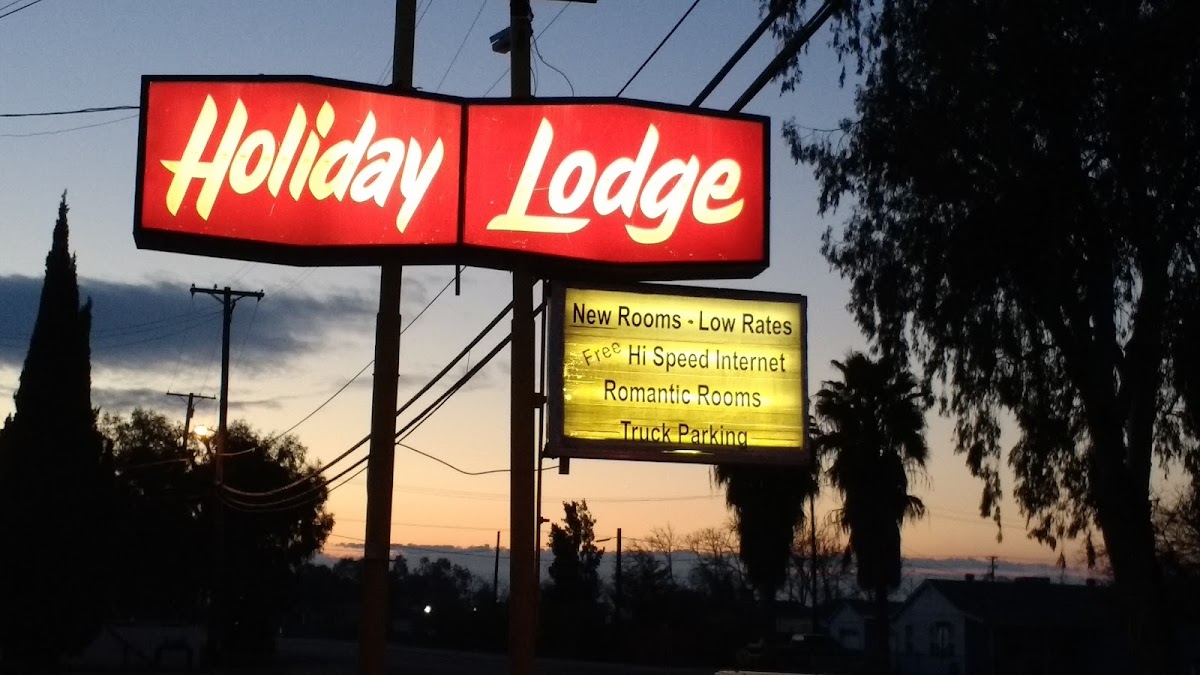 Holiday Lodge
New Rooms - Low Rates
Free Hi Speed Internet
Romantic Rooms
Truck Parking